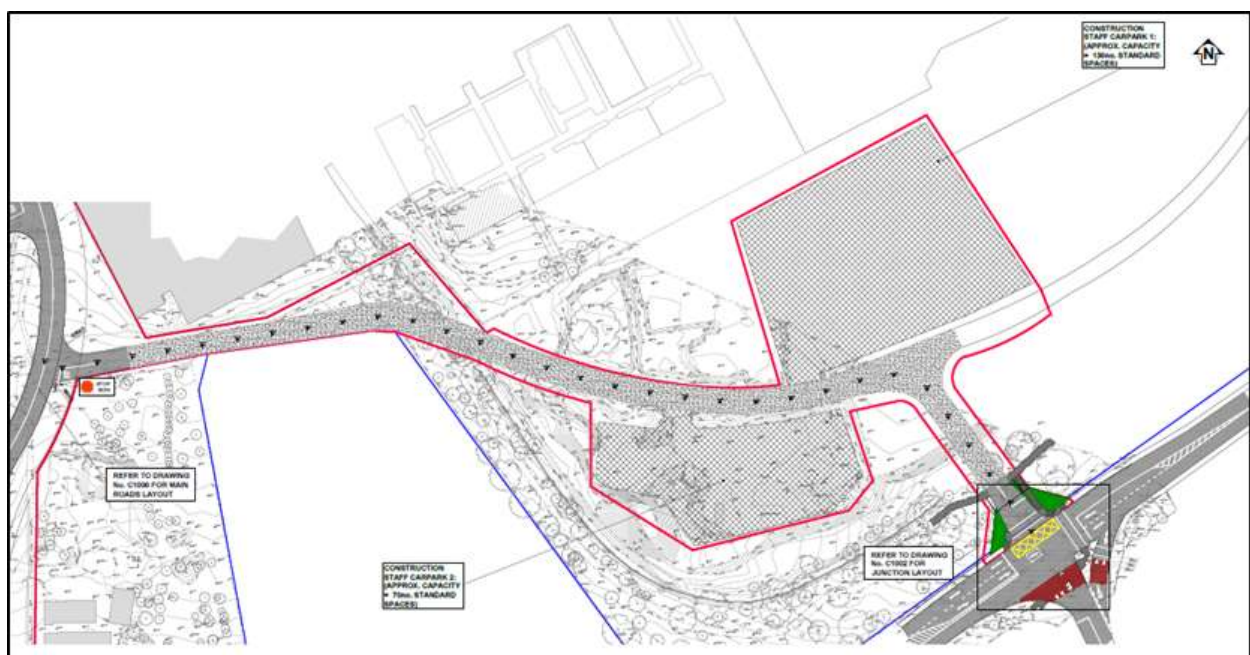 CONSTRUCTION
STAFF CARPARK 1:
(APPROX. CAPACITY
= 130no. STANDARD
SPACES)
N
REFER TO DRAWING
No. C1006 FOR MAIN
ROADS LAYOUT
CONSTRUCTION
STAFF CARPARK 2:
(APPROX. CAPACITY
= 70no. STANDARD
SPACES)
REFER TO DRAWING
No. C1002 FOR
JUNCTION LAYOUT